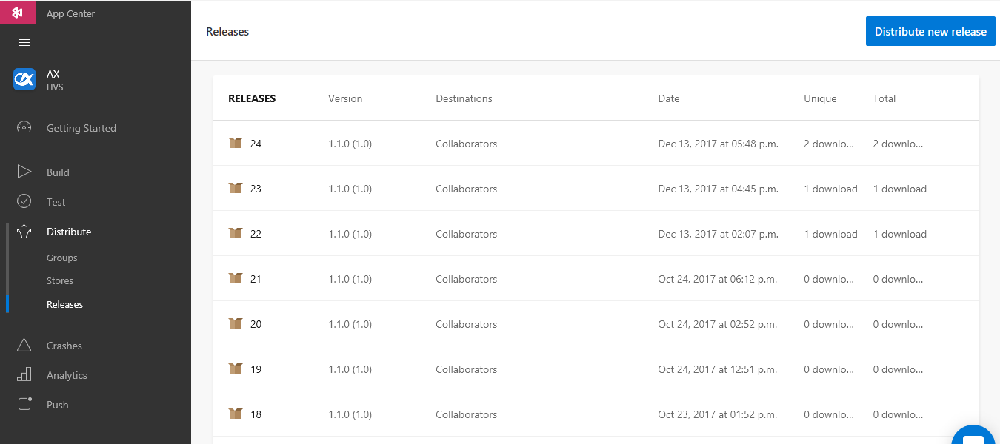 App Center
AX
HVS
Getting Started
Build
Test
Distribute
Groups
Stores
Releases
Crashes
Analytics
Push
Releases
Distribute new release
RELEASES Version Destinations Date Unique Total
24 1.1.0 (1.0) Collaborators Dec 13, 2017 at 05:48 p.m. 2 downlo... 2 downlo...
23 1.1.0 (1.0) Collaborators Dec 13, 2017 at 04:45 p.m. 1 download 1 download
22 1.1.0 (1.0) Collaborators Dec 13, 2017 at 02:07 p.m. 1 download 1 download
21 1.1.0 (1.0) Collaborators Oct 24, 2017 at 06:12 p.m. 0 downlo... 0 downlo...
20 1.1.0 (1.0) Collaborators Oct 24, 2017 at 02:52 p.m. 0 downlo... 0 downlo...
19 1.1.0 (1.0) Collaborators Oct 24, 2017 at 12:51 p.m. 0 downlo... 0 downlo...
18 1.1.0 (1.0) Collaborators Oct 23, 2017 at 01:52 p.m. 0 downlo... 0 downlo...